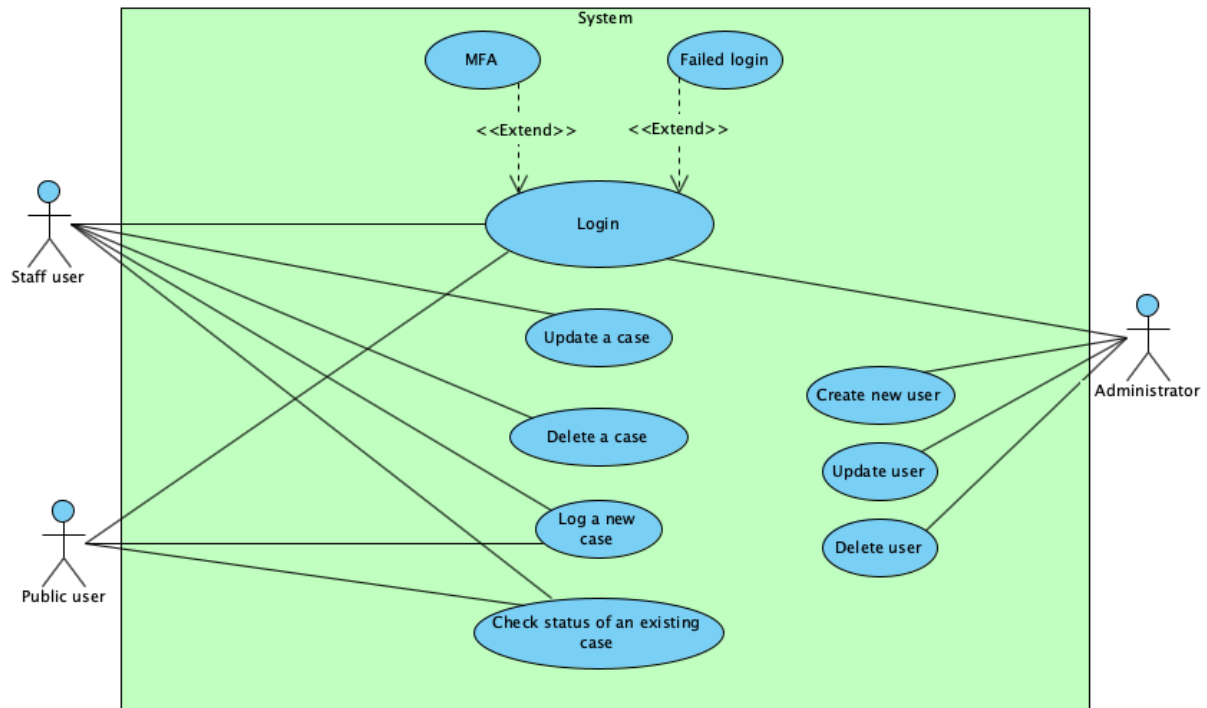 System
MFA
Failed login
<<Extend>>
<<Extend>>
Login
Staff user
Update a case
Administrator
Create new user
Delete a case
Update user
Log a new
case
Delete user
Public user
Check status of an existing
case